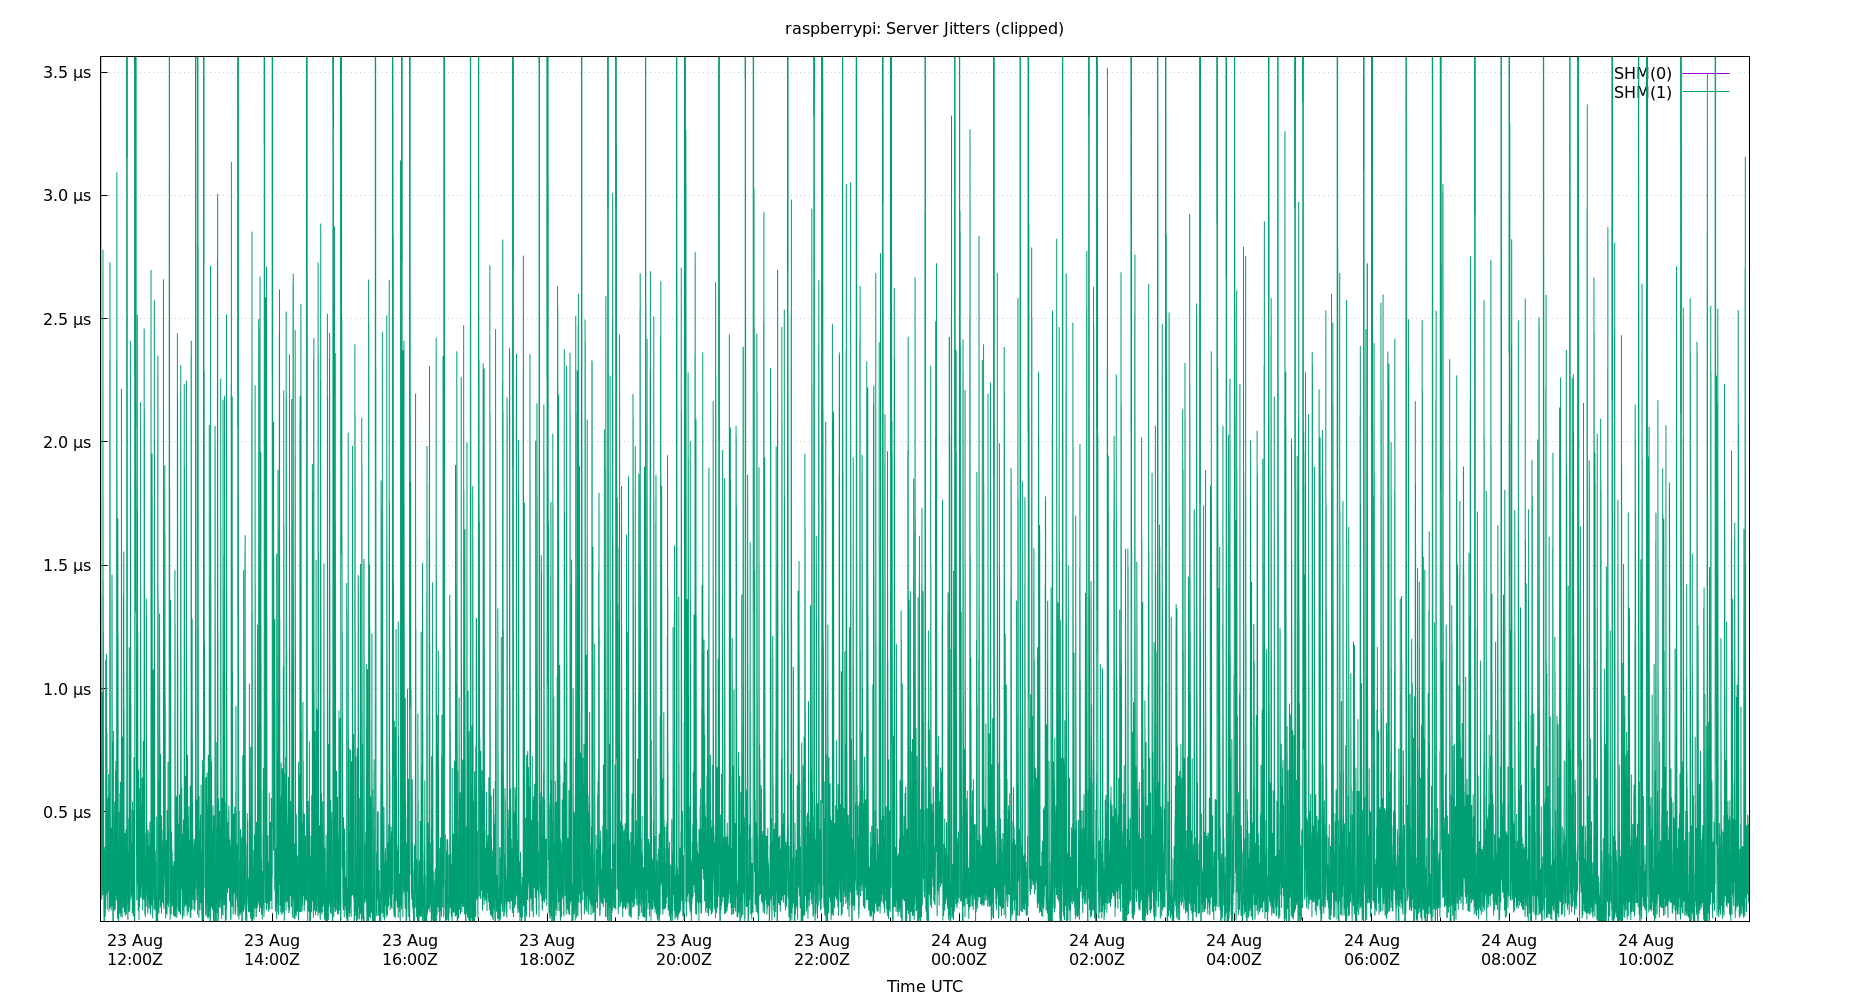 raspberrypi: Server Jitters (clipped)
SHM(0)
SHM(1)
3.5 µs
3.0 µs
2.5 µs
2.0 µs
1.5 µs
1.0 µs
0.5 µs
23 Aug 23 Aug 23 Aug 23 Aug 23 Aug 23 Aug 24 Aug 24 Aug 24 Aug 24 Aug 24 Aug 24 Aug
12:00Z 14:00Z 16:00Z 18:00Z 20:00Z 22:00Z 00:00Z 02:00Z 04:00Z 06:00Z 08:00Z 10:00Z
Time UTC